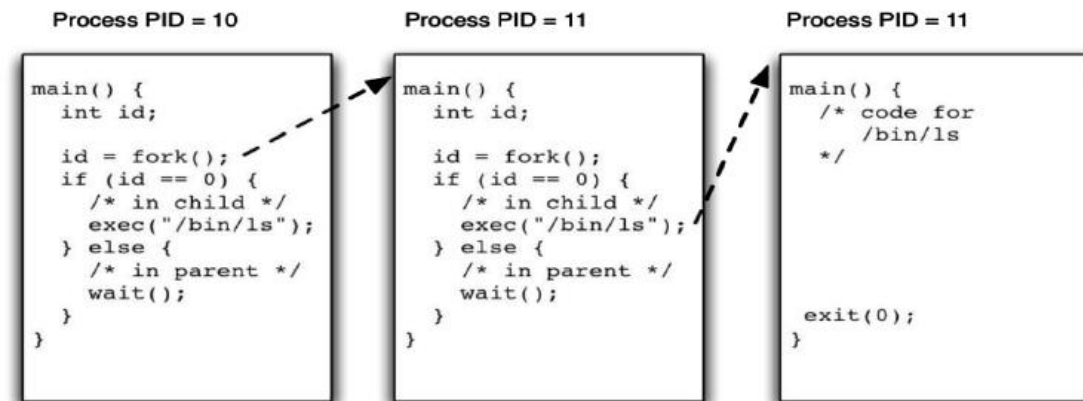 Process PID = 10
main() {
  int id;

  id = fork();
  if (id == 0) {
    /* in child */
    exec("/bin/ls");
  } else {
    /* in parent */
    wait();
  }
}
Process PID = 11
main() {
  int id;

  id = fork();
  if (id == 0) {
    /* in child */
    exec("/bin/ls");
  } else {
    /* in parent */
    wait();
  }
}
Process PID = 11
main() {
  /* code for
     /bin/ls
  */
 exit(0);
}